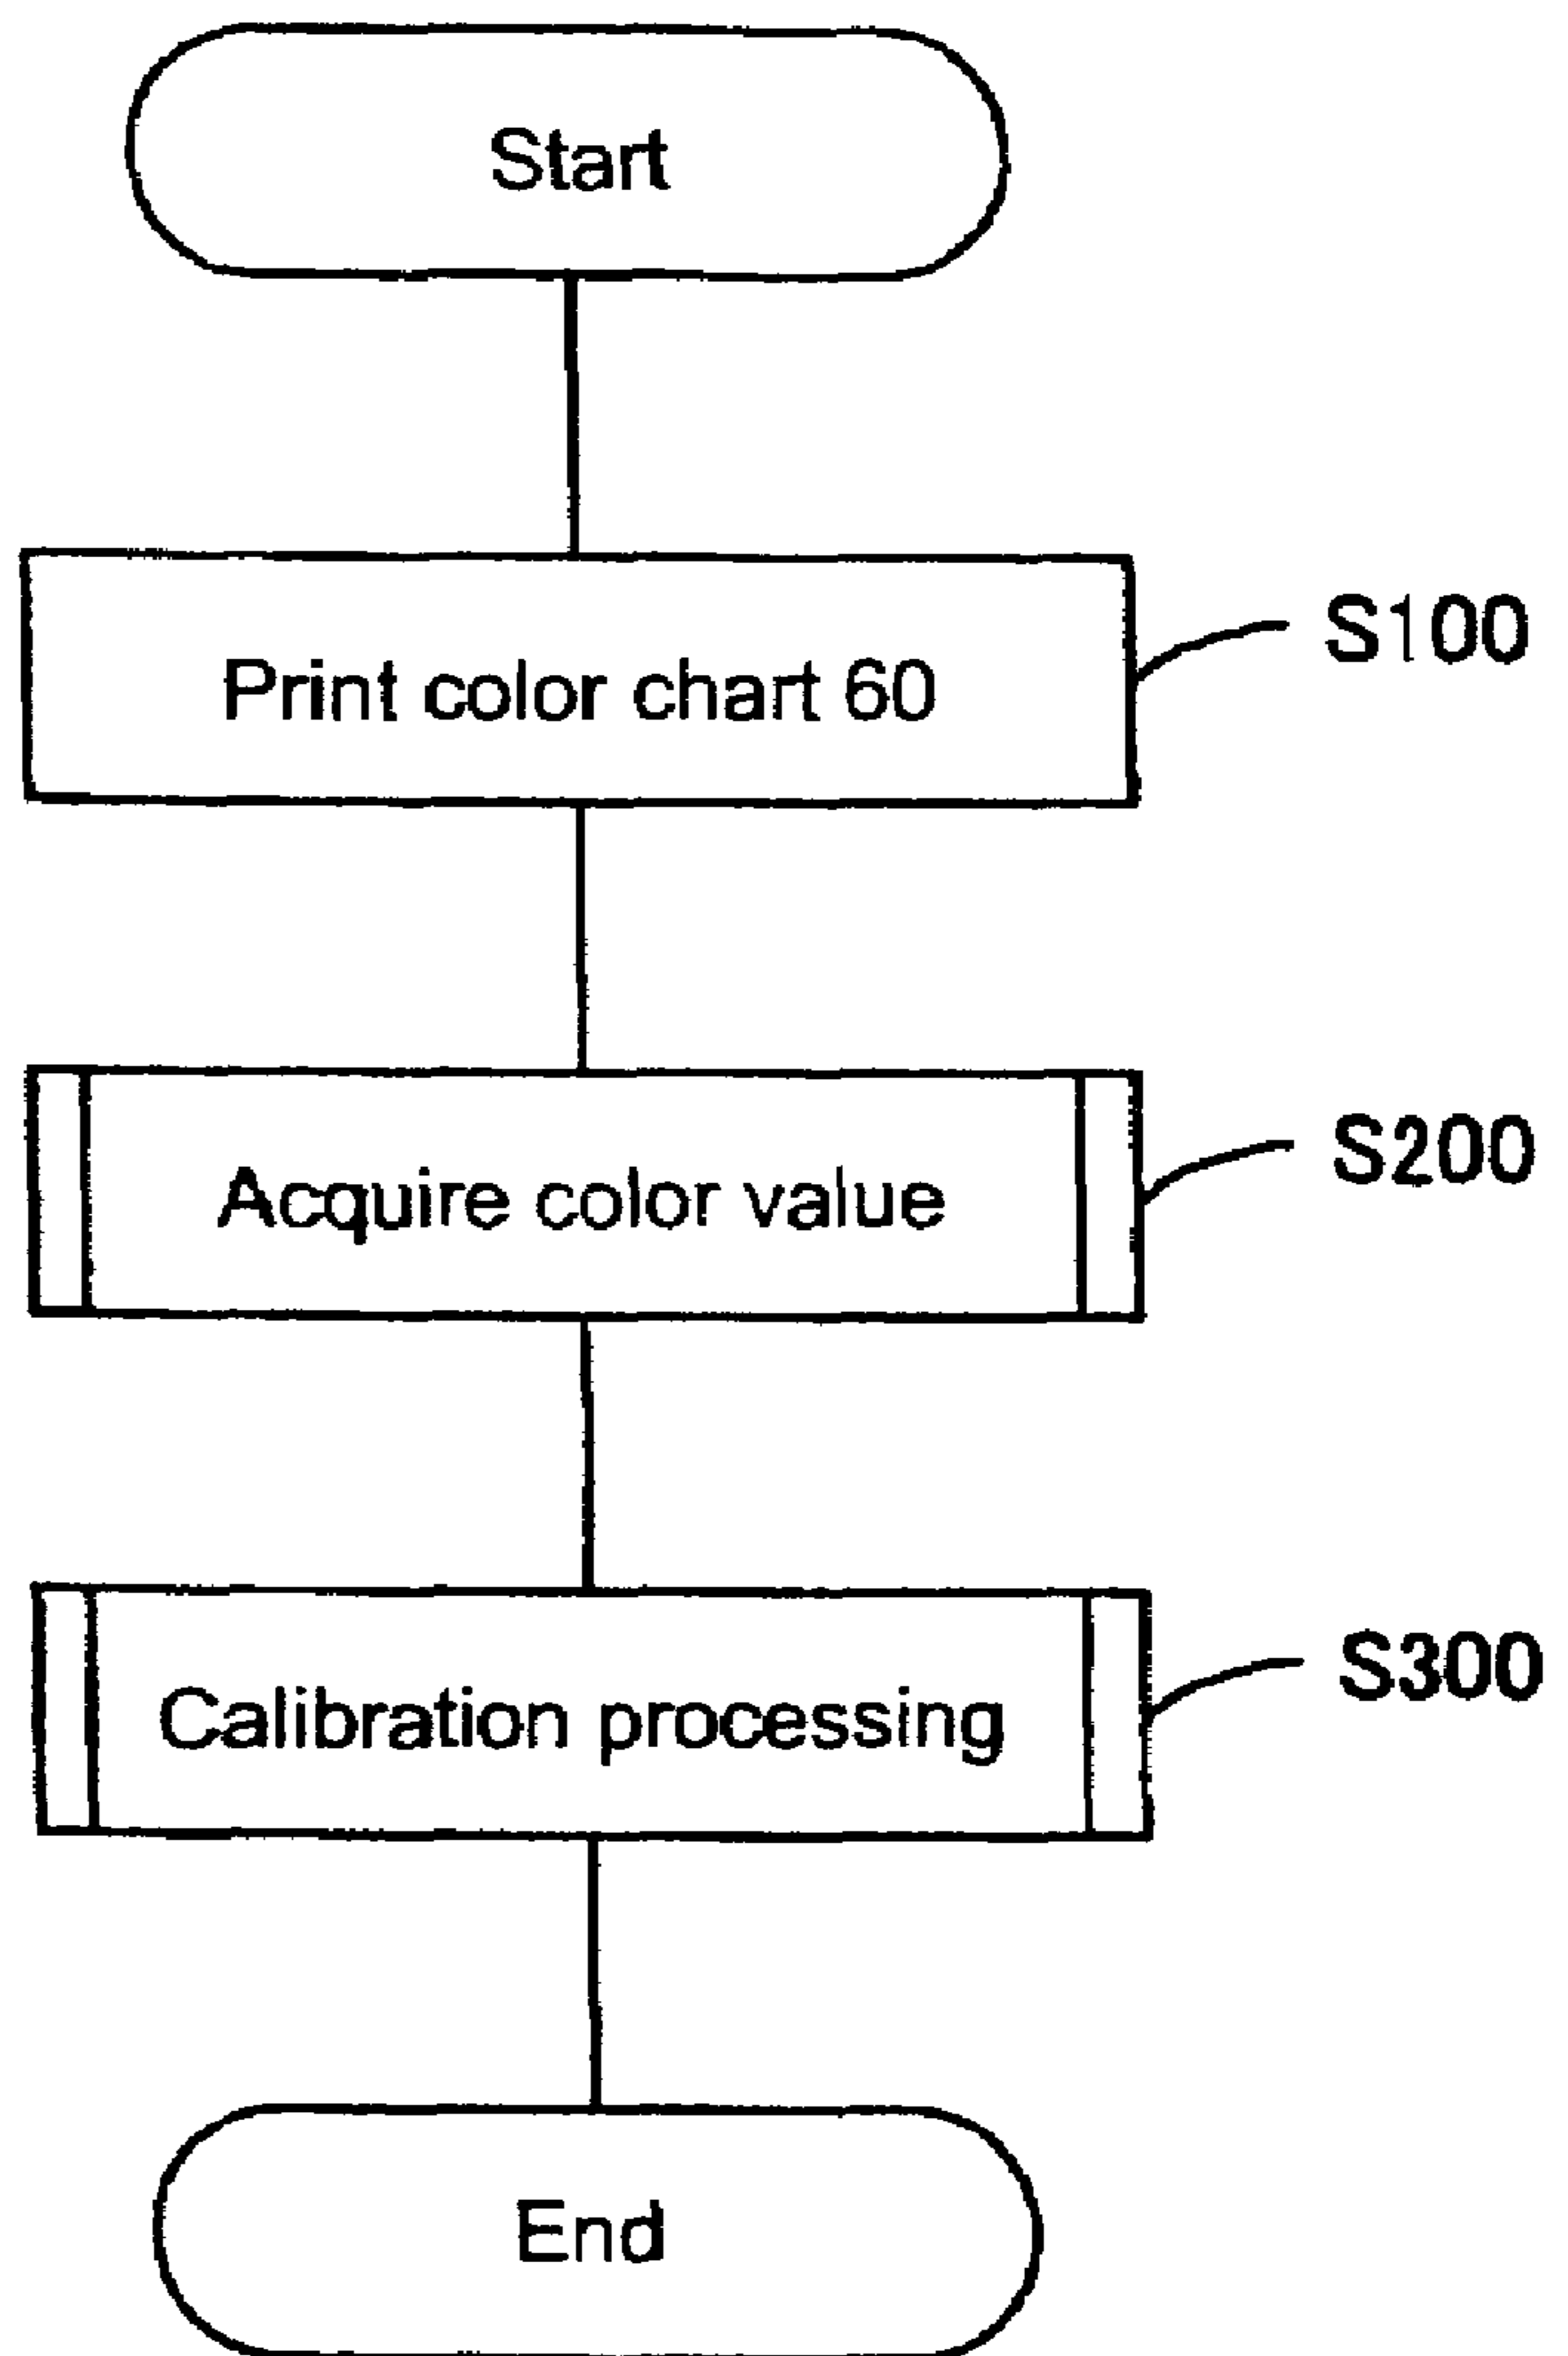 Start
Print color chart 60
S100
Acquire color value
S200
Calibration processing
S300
End